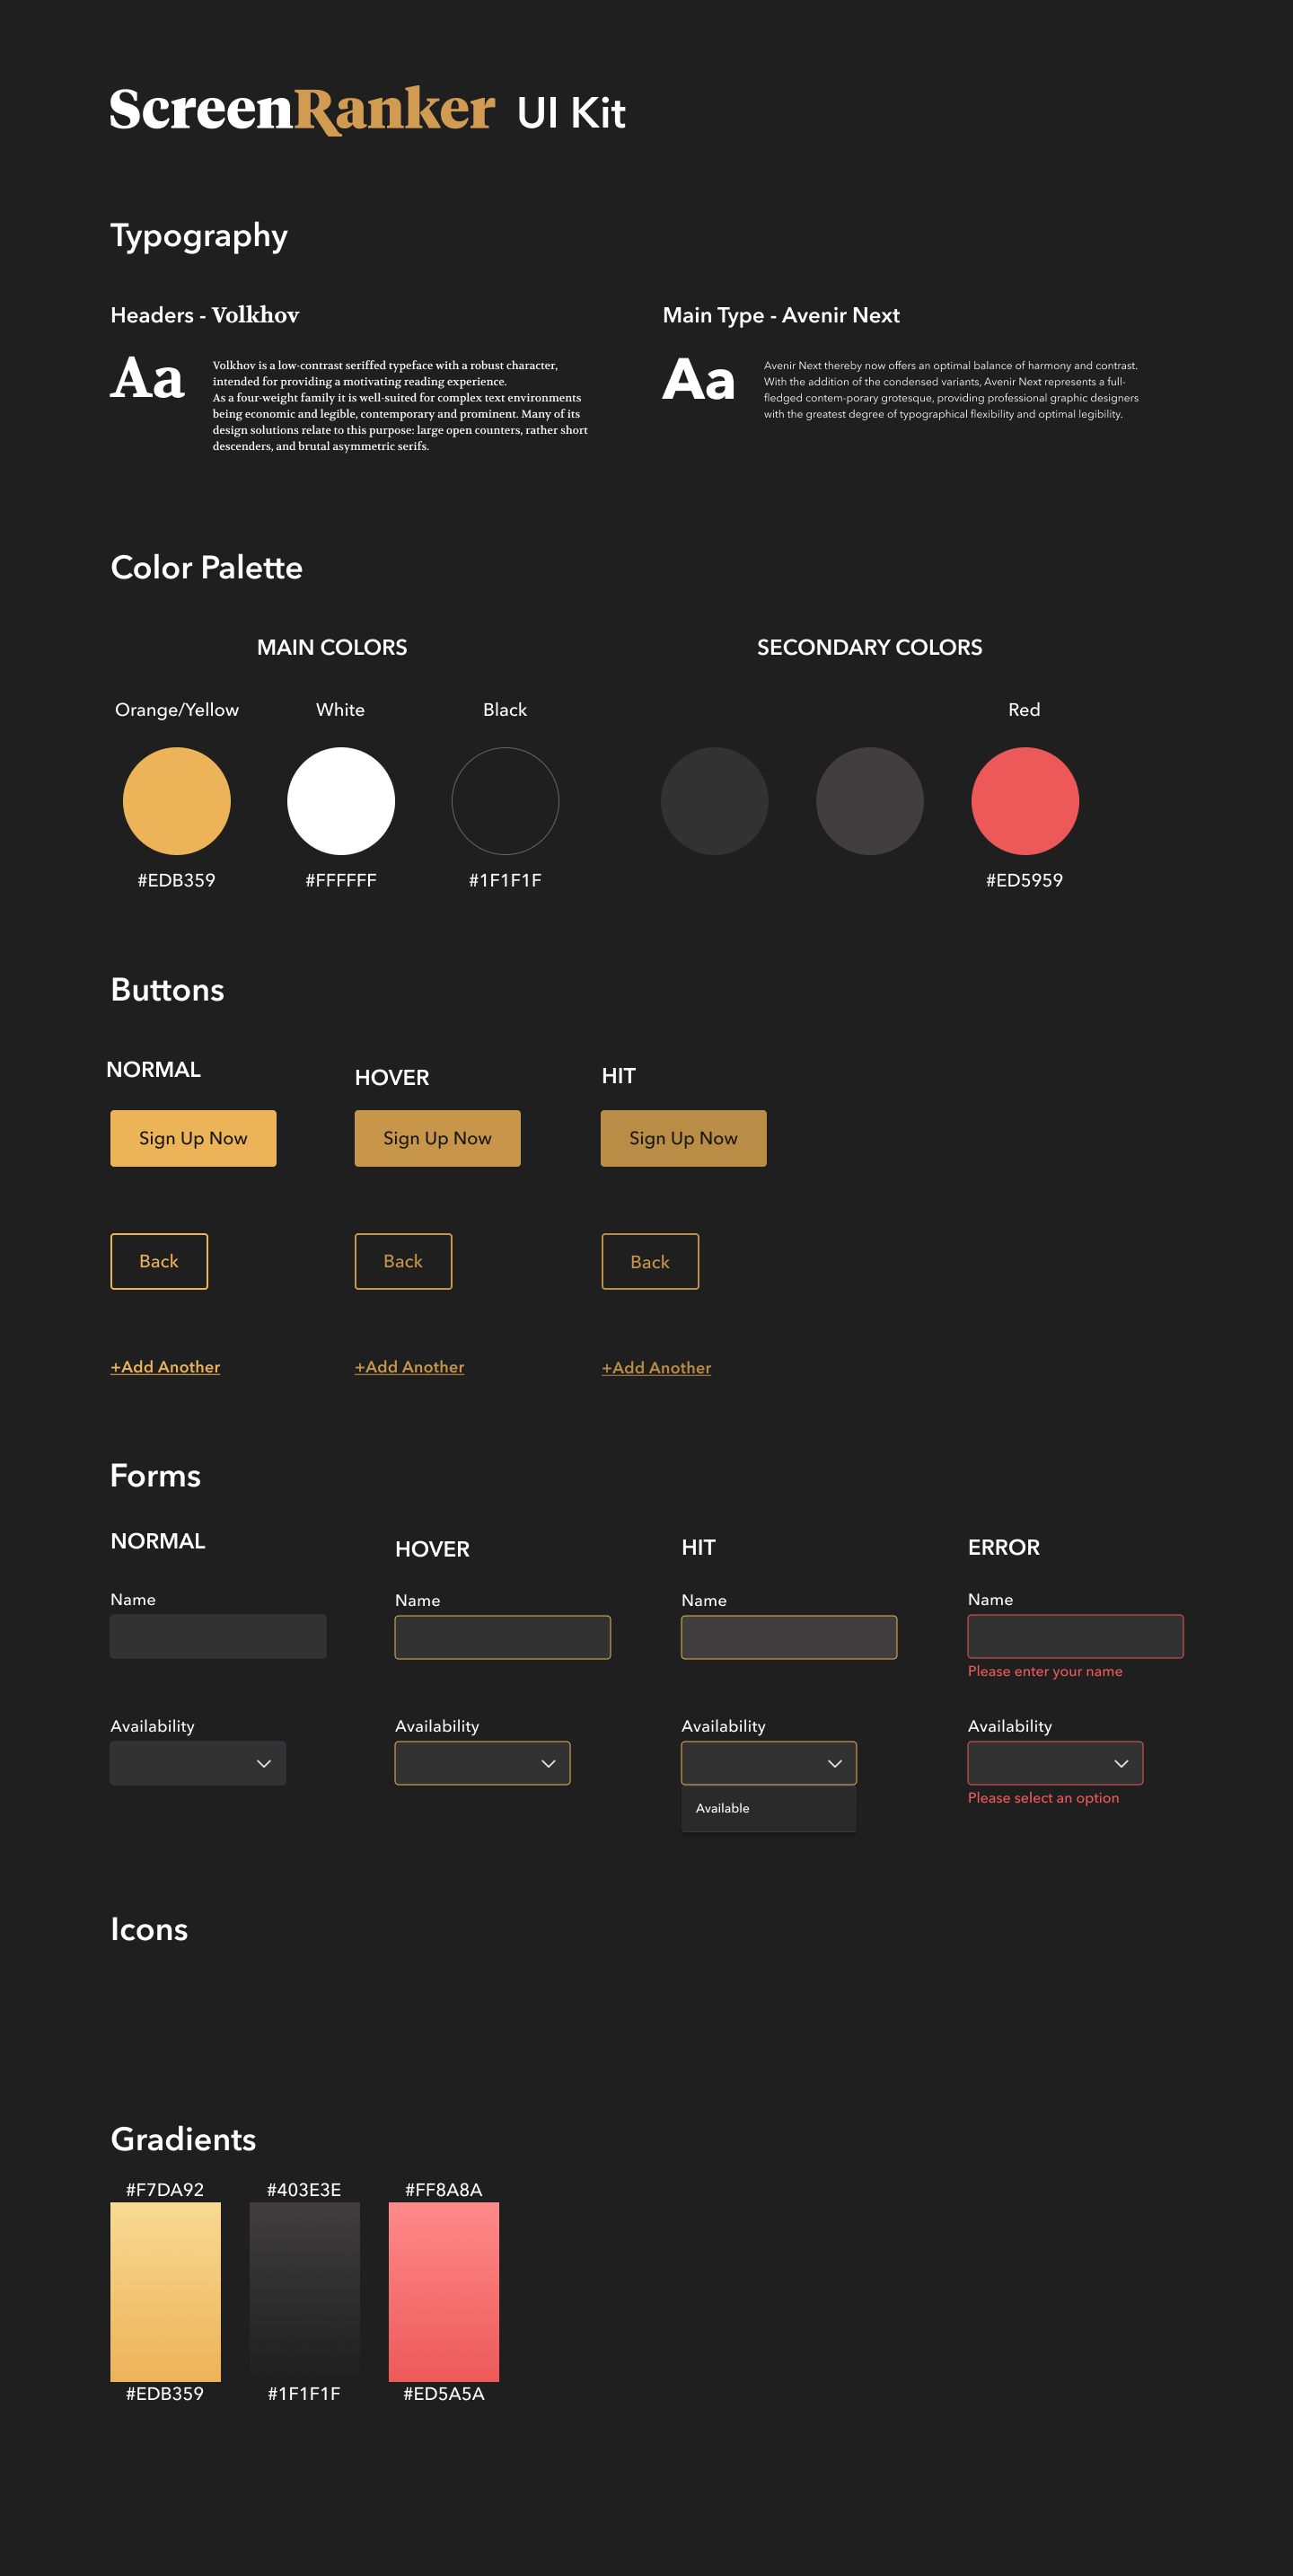 ScreenRanker UI Kit
Typography
Headers - Volkhov
Aa
Volkhov is a low-contrast seriffed typeface with a robust character,
intended for providing a motivating reading experience.
As a four-weight family it is well-suited for complex text environments
being economic and legible, contemporary and prominent. Many of its
design solutions relate to this purpose: large open counters, rather short
descenders, and brutal asymmetric serifs.
Main Type - Avenir Next
Aa
Avenir Next thereby now offers an optimal balance of harmony and contrast.
With the addition of the condensed variants, Avenir Next represents a full-
fledged contem-porary grotesque, providing professional graphic designers
with the greatest degree of typographical flexibility and optimal legibility.
Color Palette
MAIN COLORS
Orange/Yellow White Black
#EDB359 #FFFFFF #1F1F1F
SECONDARY COLORS
Red
#ED5959
Buttons
NORMAL HOVER HIT
Sign Up Now Sign Up Now Sign Up Now
Back Back Back
+Add Another +Add Another +Add Another
Forms
NORMAL HOVER HIT ERROR
Name Name Name Name
Please enter your name
Availability Availability Availability Availability
Please select an option
Available
Icons
Gradients
#F7DA92 #403E3E #FF8A8A
#EDB359 #1F1F1F #ED5A5A